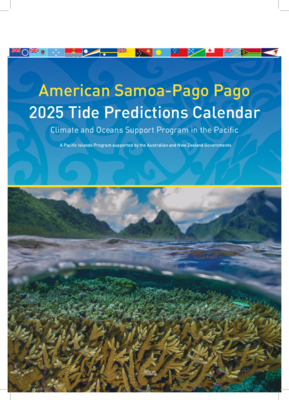 American Samoa-Pago Pago
2025 Tide Predictions Calendar
Climate and Oceans Support Program in the Pacific
A Pacific Islands Program supported by the Australian and New Zealand Governments